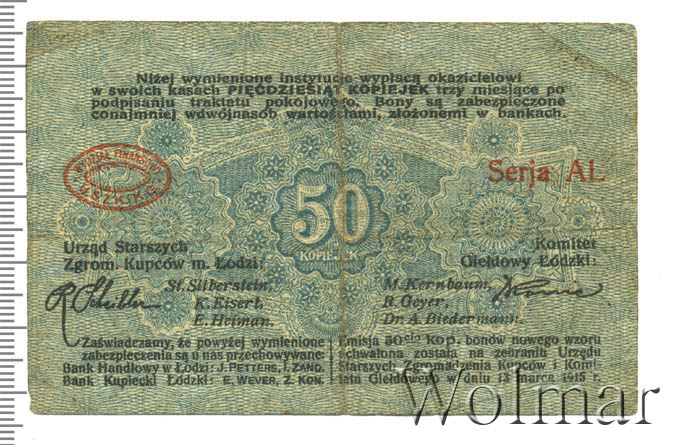 Niżej wymienione instytucje wypłacą okazicielowi
w swoich kasach PIĘĆDZIESIĄT KOPIEJEK trzy miesiące po
podpisaniu traktatu pokojowego. Bony są zabezpieczone
conajmniej wdwójnasób wartościami, złożonemi w bankach.
WYDZIAŁ FINANSOWY
Serja AL
50
KOPIEJEK
Urząd Starszych
Zgrom. Kupców m. Łodzi:
Komitet
Giełdowy Łódzki:
St. Silberstein,
K. Eisert,
E. Heiman.
M. Kernbaum,
R. Geyer,
Dr. A. Biedermann.
Zaświadczamy, że powyżej wymienione
zabezpieczenia są u nas przechowywane:
Bank Handlowy w Łodzi: J. PETTERS, I. ZAND.
Bank Kupiecki Łódzki: E. WEVER, Z. KON.
Emisja 50cio KOP. bonów nowego wzoru
uchwalona została na zebraniu Urzędu
Starszych Zgromadzenia Kupców i Komi-
tetu Giełdowego w dniu 13 marca 1915 r.
Wolmar